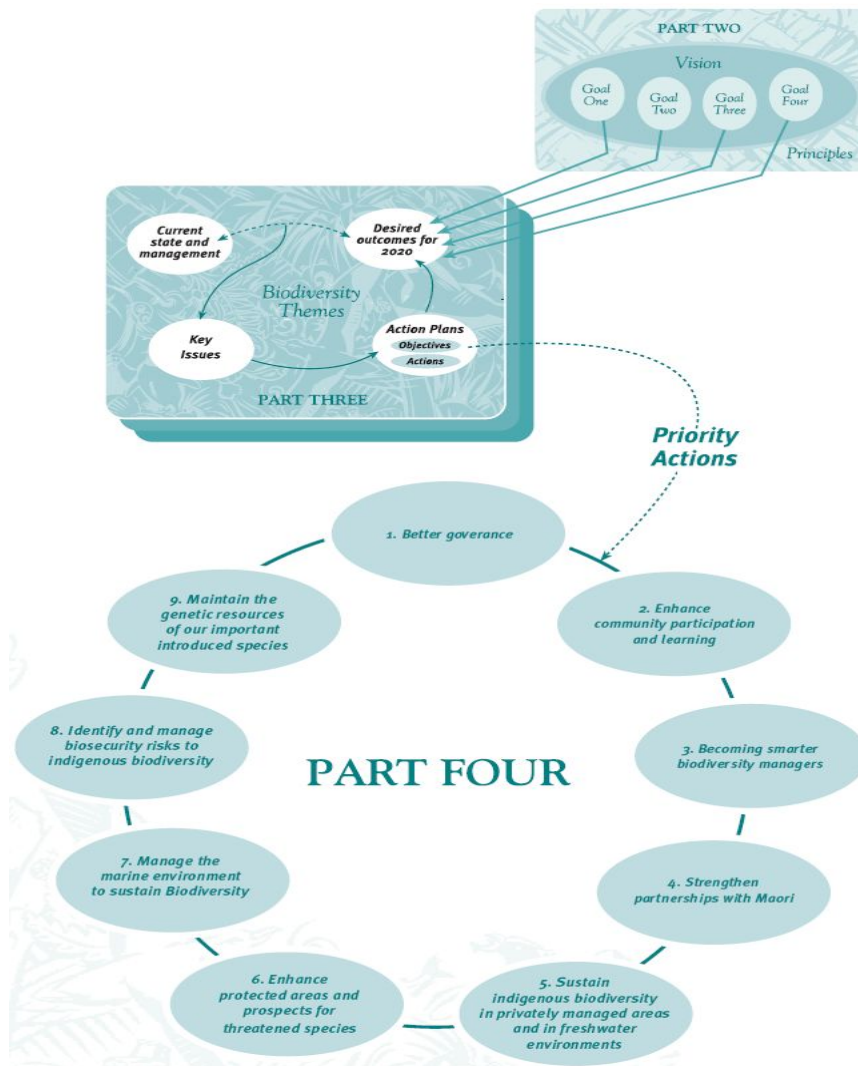 PART TWO
Vision
Goal
One
Goal
Two
Goal
Three
Goal
Four
Principles
Current
state and
management
Desired
outcomes for
2020
Biodiversity
Themes
Key
Issues
Action Plans
Objectives
Actions
PART THREE
Priority
Actions
1. Better goverance
2. Enhance
community participation
and learning
3. Becoming smarter
biodiversity managers
4. Strengthen
partnerships with Maori
5. Sustain
indigenous biodiversity
in privately managed areas
and in freshwater
environments
6. Enhance
protected areas and
prospects for
threatened species
7. Manage the
marine environment
to sustain Biodiversity
8. Identify and manage
biosecurity risks to
indigenous biodiversity
9. Maintain the
genetic resources
of our important
introduced species
PART FOUR